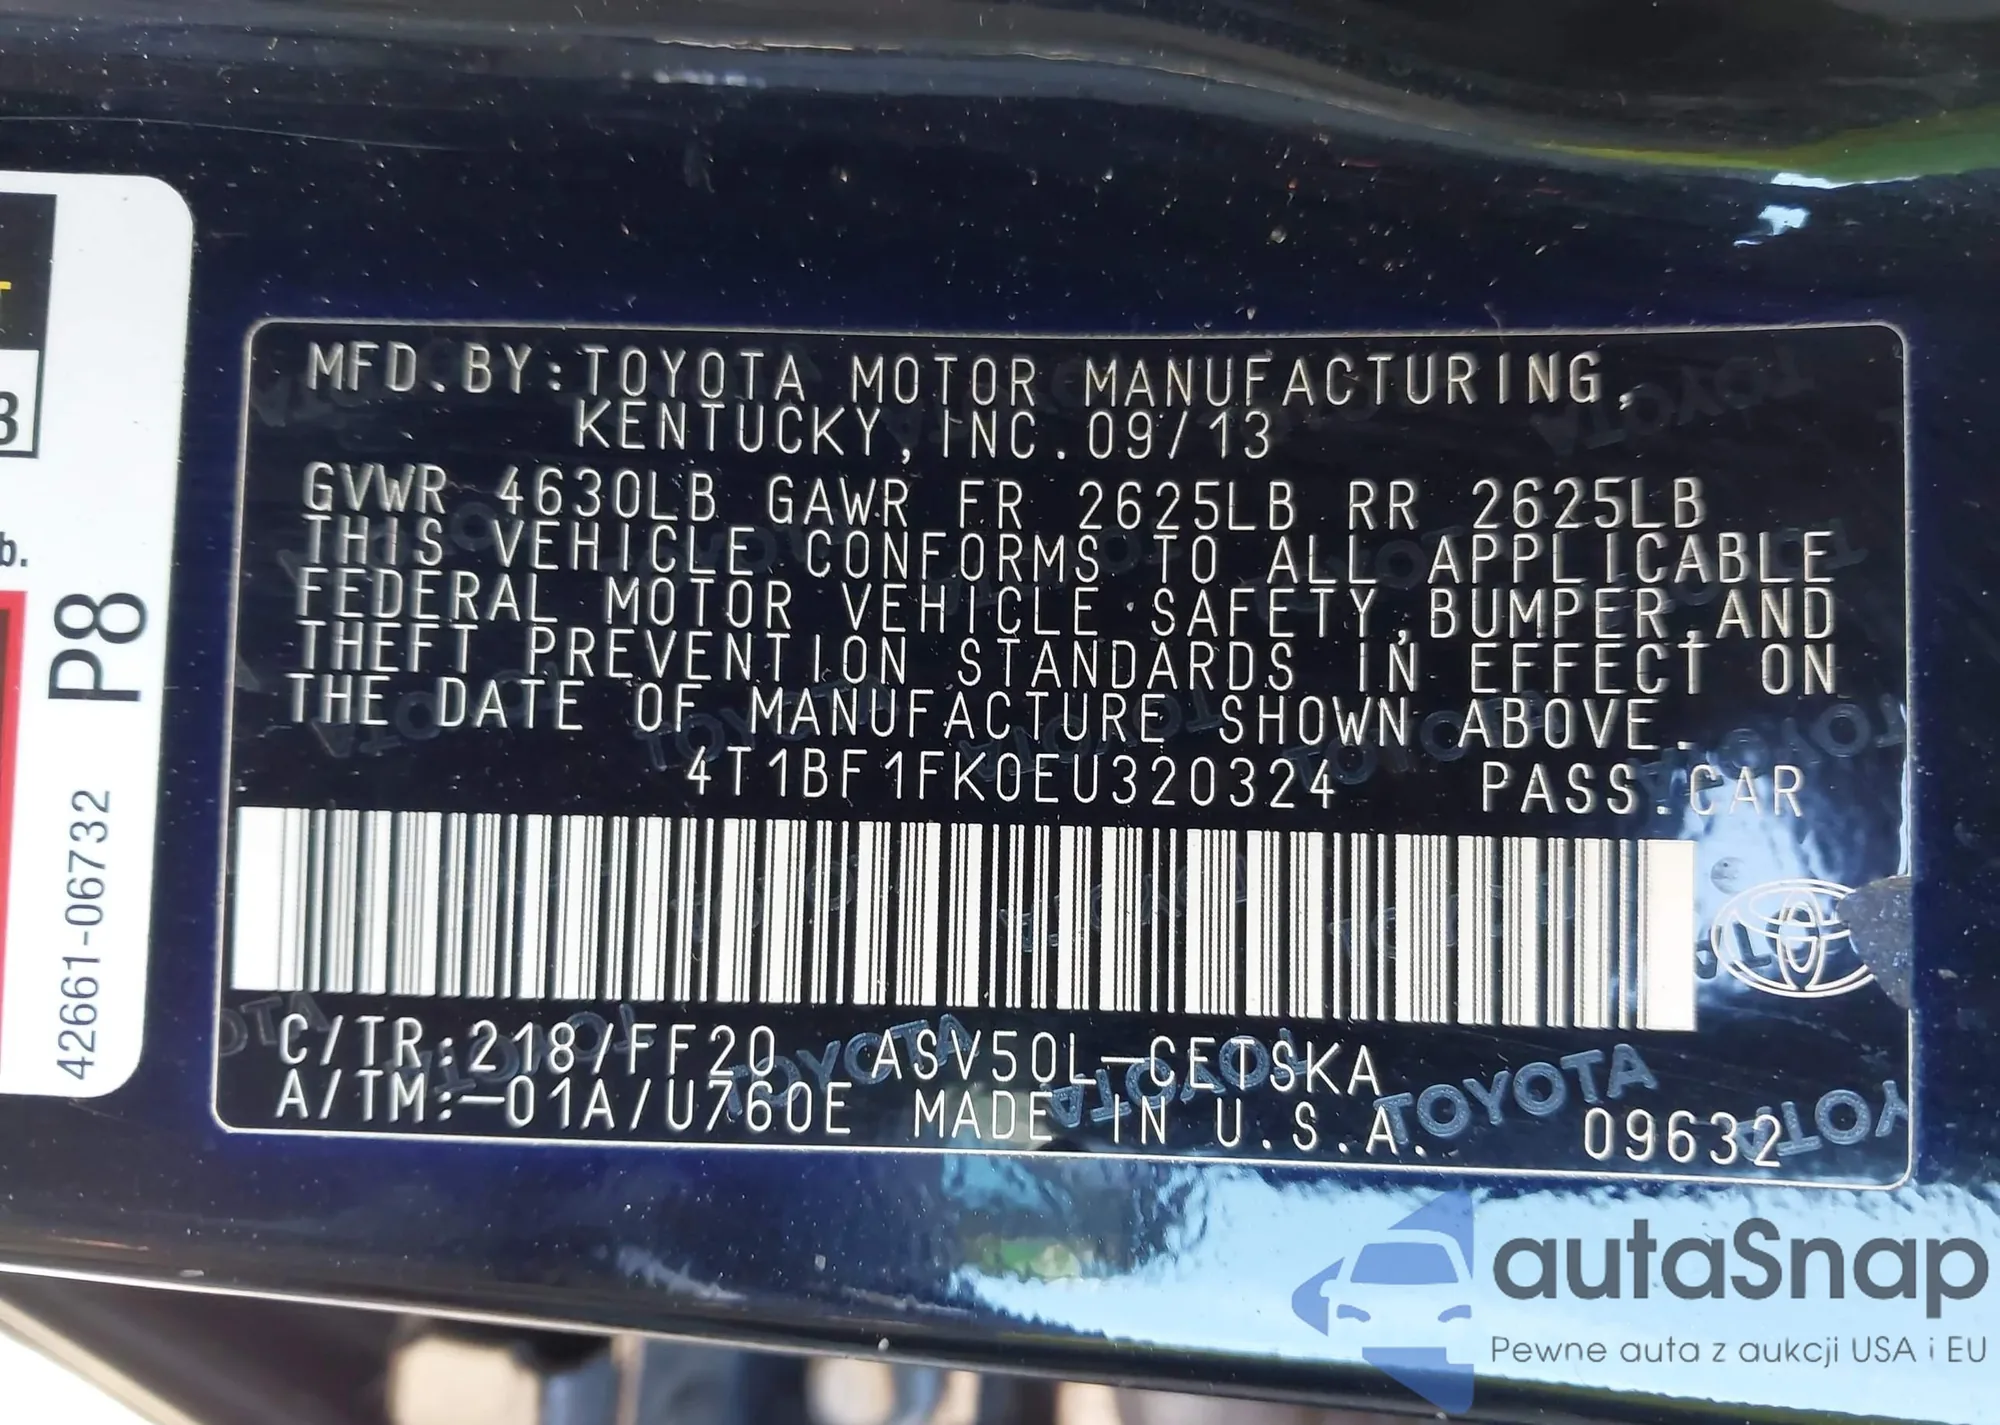 MFD.BY:TOYOTA MOTOR MANUFACTURING,
KENTUCKY,INC.09/13
GVWR 4630LB GAWR FR 2625LB RR 2625LB
THIS VEHICLE CONFORMS TO ALL APPLICABLE
FEDERAL MOTOR VEHICLE SAFETY,BUMPER,AND
THEFT PREVENTION STANDARDS IN EFFECT ON
THE DATE OF MANUFACTURE SHOWN ABOVE.
4T1BF1FK0EU320324 PASS.CAR
C/TR:218/FF20 ASV50L-CETSKA
A/TM:-01A/U760E MADE IN U.S.A. 09632
TOYOTA
P8
42661-06732
autaSnap
Pewne auta z aukcji USA i EU